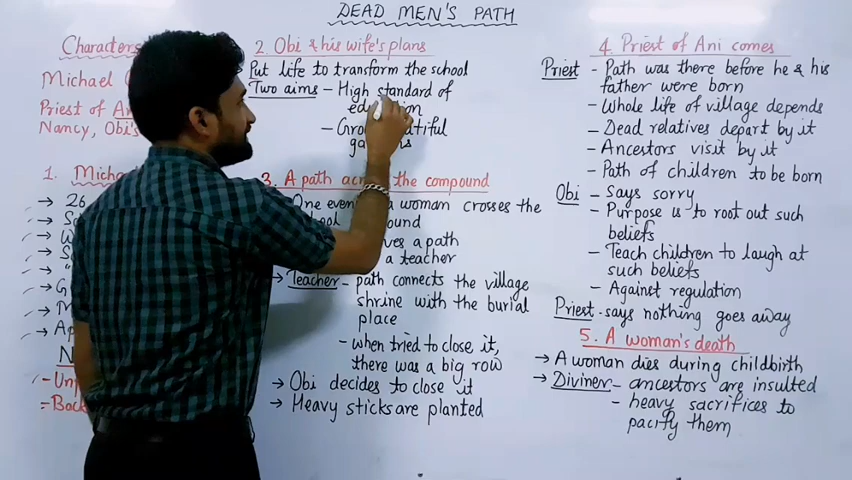 DEAD MEN'S PATH
Characters
Michael
Priest of An
Nancy, Obi's
1. Micha
26
2. Obi & his wife's plans
Put life to transform the school
Two aims - High standard of
- 
3. A path across the compound
One even a woman crosses the
a path
a teacher
→ Teacher - path connects the village
shrine with the burial
place
- when tried to close it,
there was a big row
→ Obi decides to close it
→ Heavy sticks are planted
4. Priest of Ani comes
Priest - Path was there before he & his
father were born
- Whole life of village depends
- Dead relatives depart by it
- Ancestors visit by it
- Path of children to be born
Obi - Says sorry
- Purpose is to root out such
beliefs
- Teach children to laugh at
such beliefs
- Against regulation
Priest - says nothing goes away
5. A woman's death
→ A woman dies during childbirth
→ Diviner - ancestors are insulted
- heavy sacrifices to
pacify them